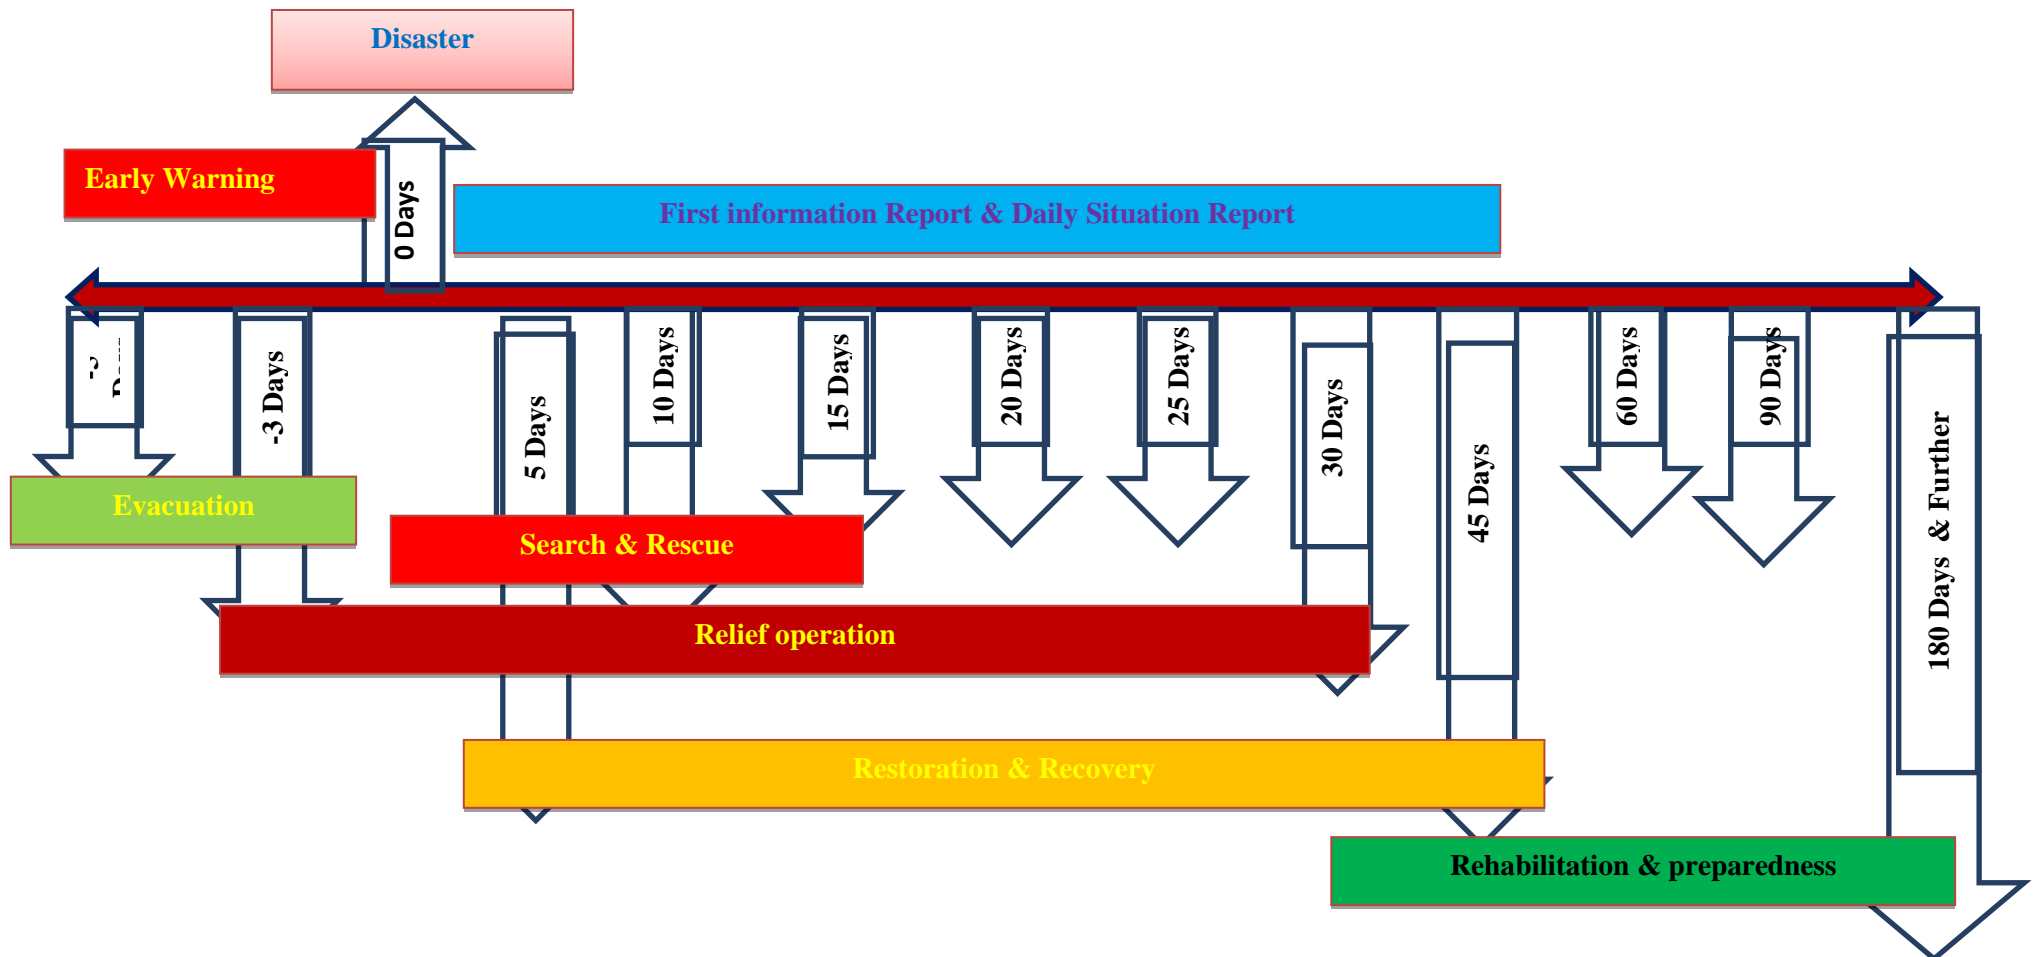 Disaster
Early Warning
0 Days
First information Report & Daily Situation Report
-3 Days
5 Days
10 Days
15 Days
20 Days
25 Days
30 Days
45 Days
60 Days
90 Days
180 Days & Further
Evacuation
Search & Rescue
Relief operation
Restoration & Recovery
Rehabilitation & preparedness